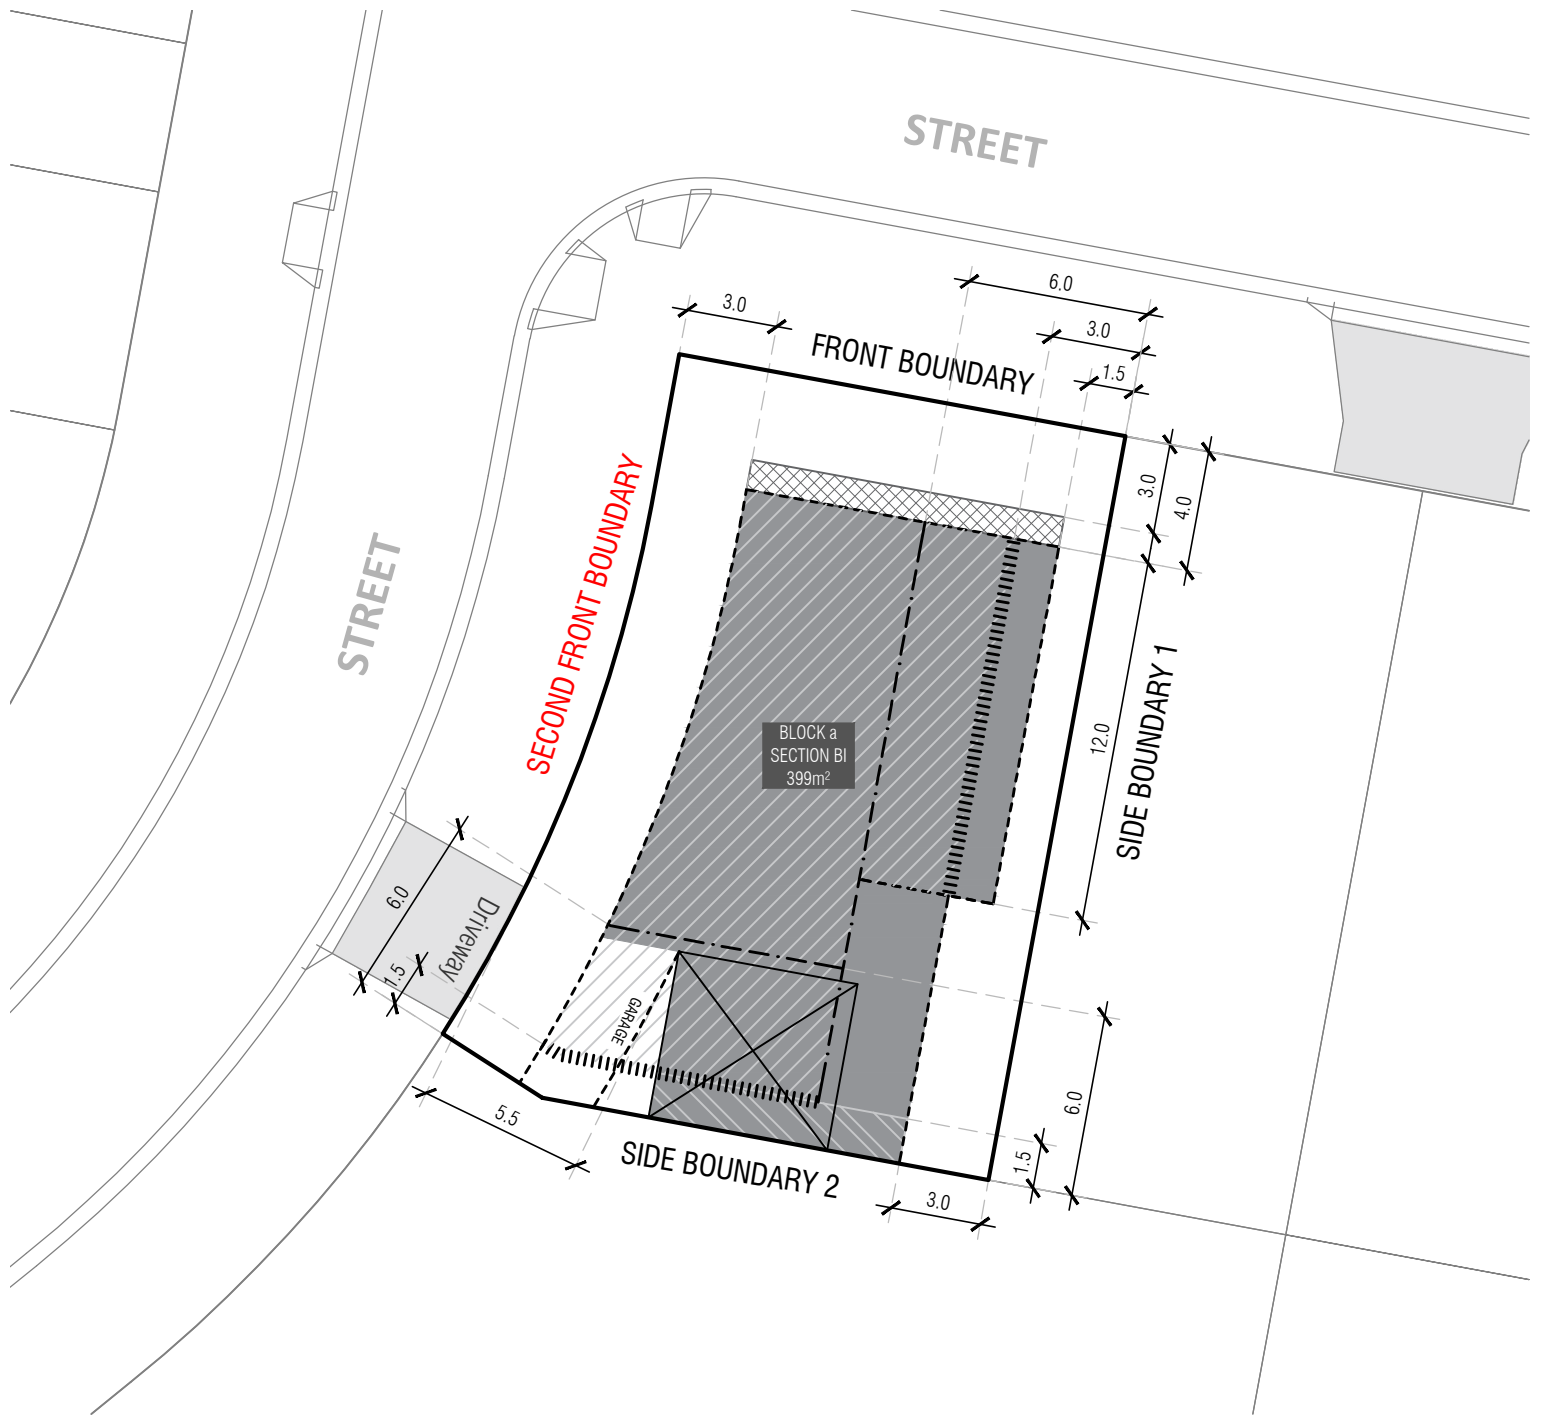 STREET
6.0
3.0
3.0
1.5
FRONT BOUNDARY
SECOND FRONT BOUNDARY
STREET
3.0
4.0
BLOCK a
SECTION BI
399m²
12.0
SIDE BOUNDARY 1
6.0
Driveway
1.5
GARAGE
5.5
SIDE BOUNDARY 2
6.0
1.5
3.0